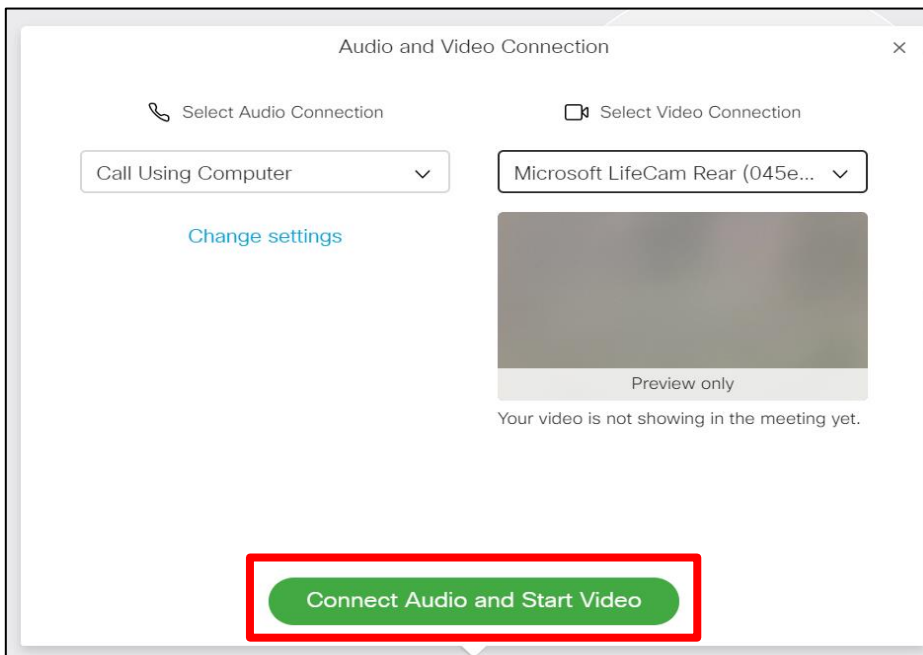 Audio and Video Connection
Select Audio Connection
Select Video Connection
Call Using Computer
Microsoft LifeCam Rear (045e...
Change settings
Preview only
Your video is not showing in the meeting yet.
Connect Audio and Start Video